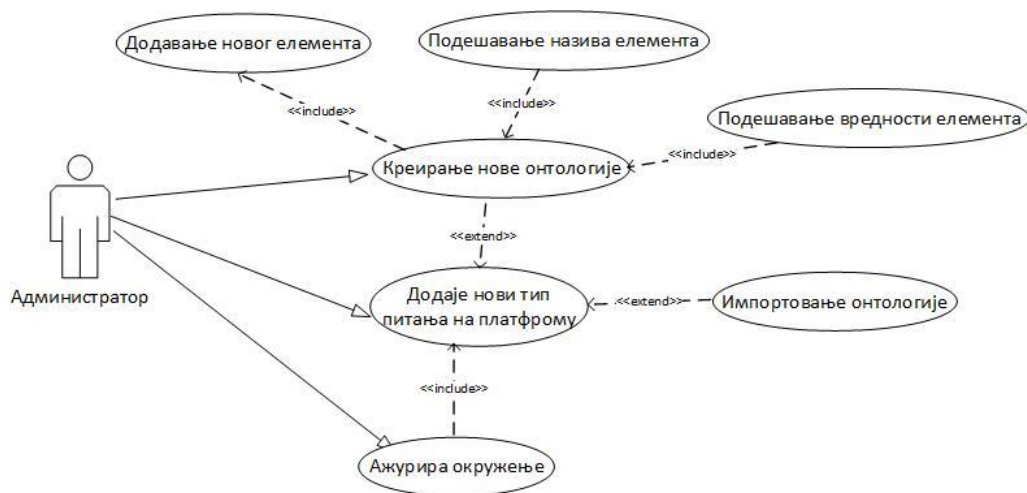 Додавање новог елемента
Подешавање назива елемента
<<include>>
<<include>>
Подешавање вредности елемента
<<include>>
Креирање нове онтологије
<<extend>>
Администратор
Додаје нови тип
питања на платфрому
<<extend>>
Импортовање онтологије
<<include>>
Ажурира окружење